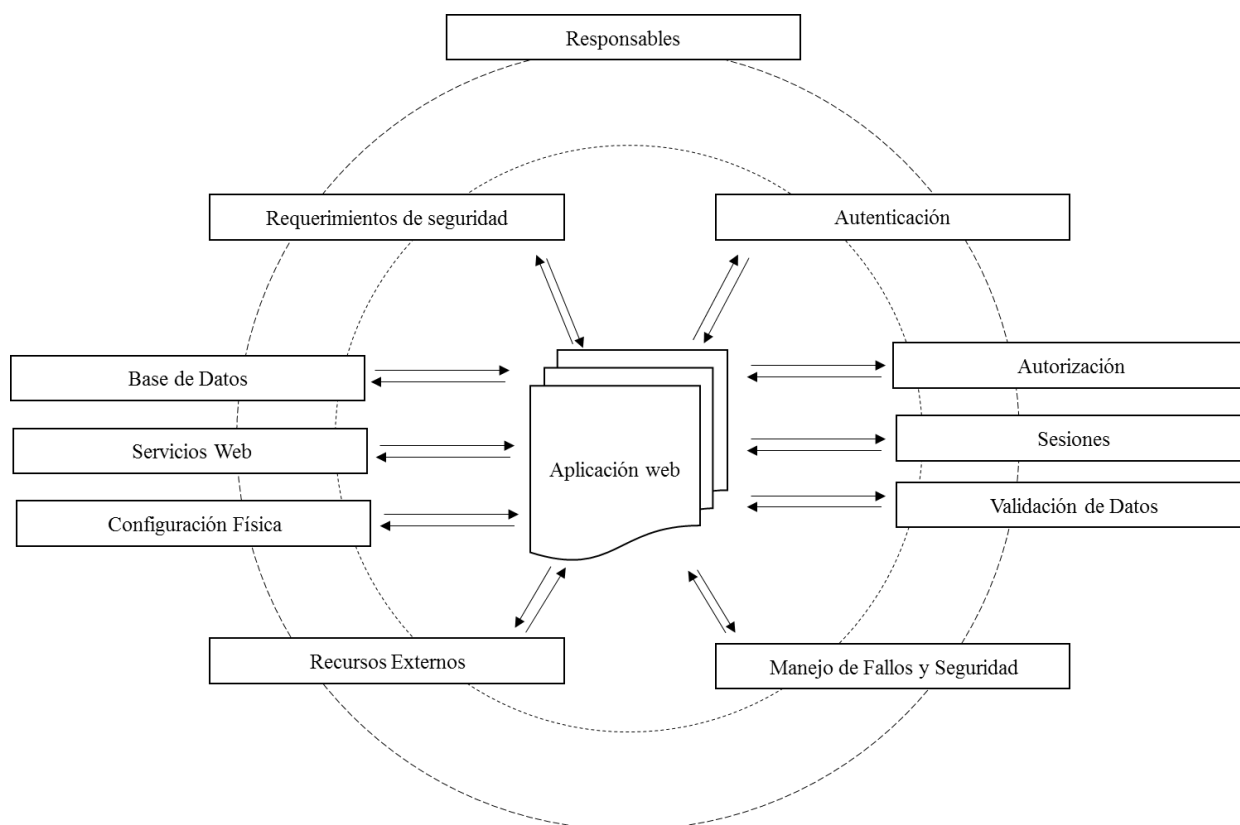 Responsables
Requerimientos de seguridad
Autenticación
Base de Datos
Autorización
Servicios Web
Sesiones
Aplicación web
Configuración Física
Validación de Datos
Recursos Externos
Manejo de Fallos y Seguridad